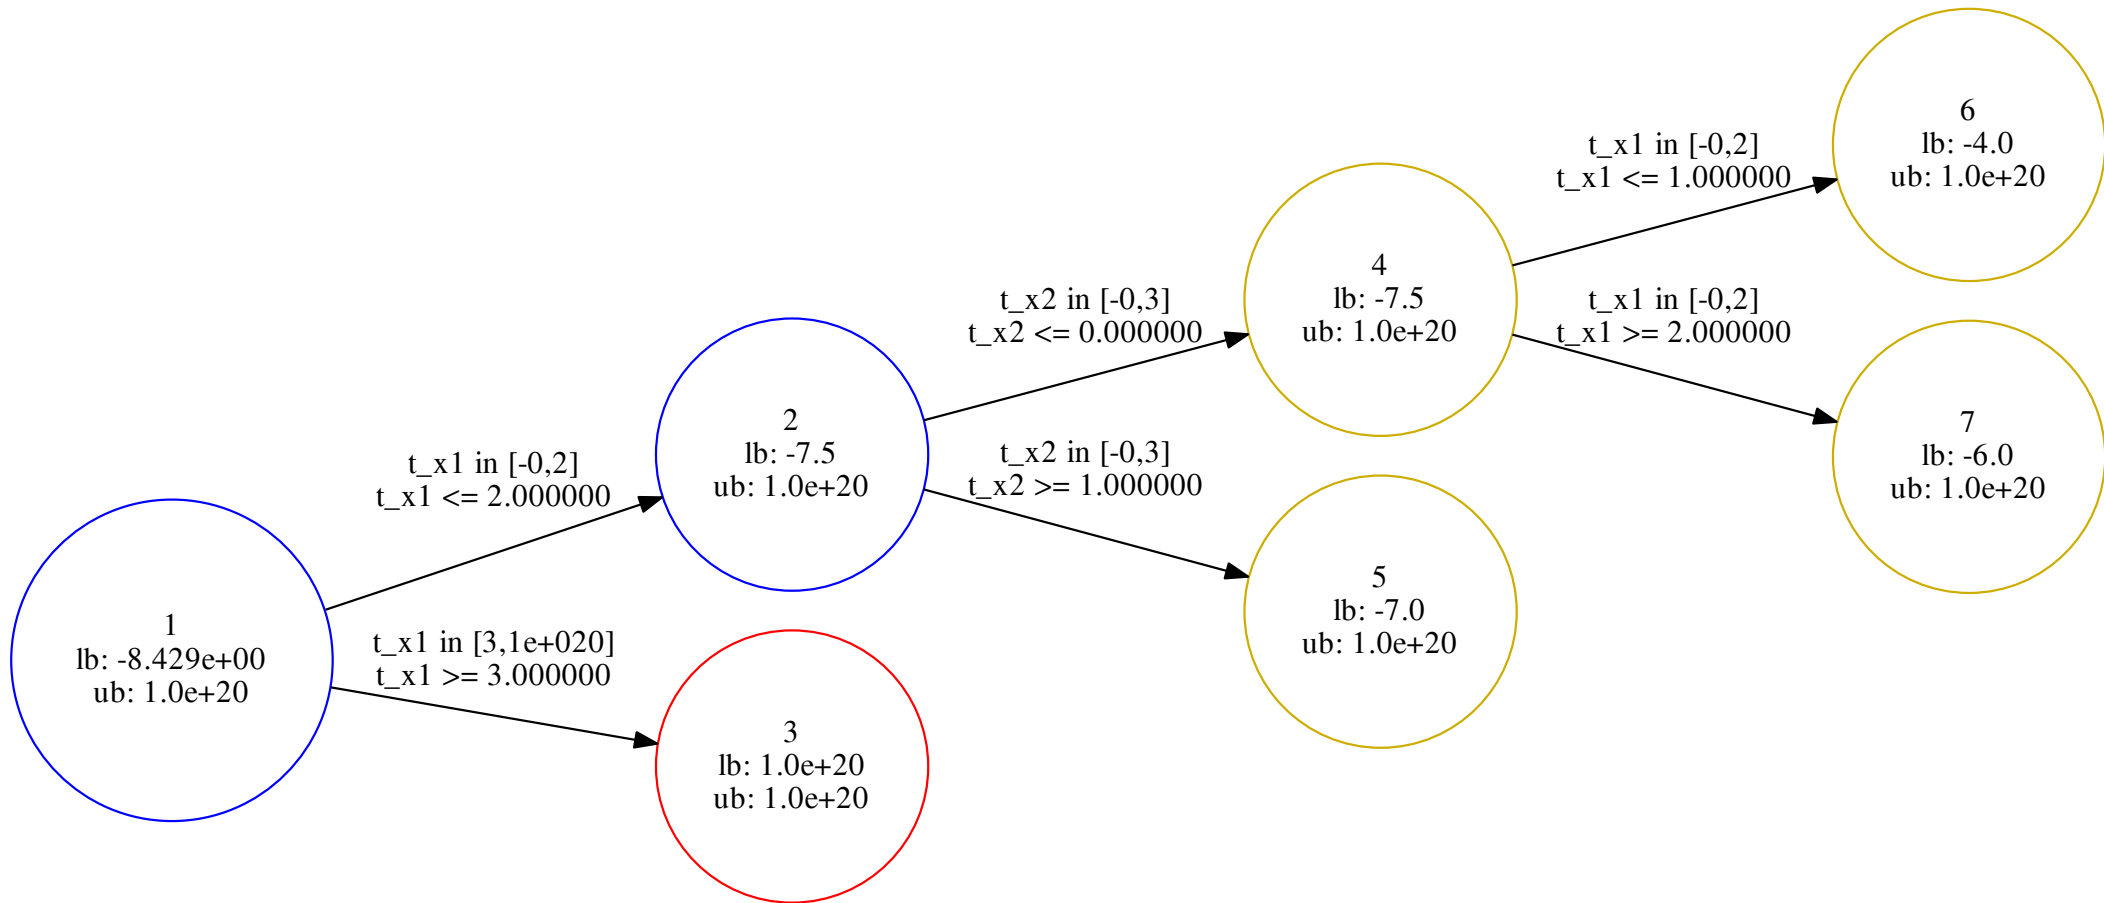 1
lb: -8.429e+00
ub: 1.0e+20
t_x1 in [-0,2]
t_x1 <= 2.000000
t_x1 in [3,1e+020]
t_x1 >= 3.000000
2
lb: -7.5
ub: 1.0e+20
3
lb: 1.0e+20
ub: 1.0e+20
t_x2 in [-0,3]
t_x2 <= 0.000000
t_x2 in [-0,3]
t_x2 >= 1.000000
4
lb: -7.5
ub: 1.0e+20
5
lb: -7.0
ub: 1.0e+20
t_x1 in [-0,2]
t_x1 <= 1.000000
t_x1 in [-0,2]
t_x1 >= 2.000000
6
lb: -4.0
ub: 1.0e+20
7
lb: -6.0
ub: 1.0e+20